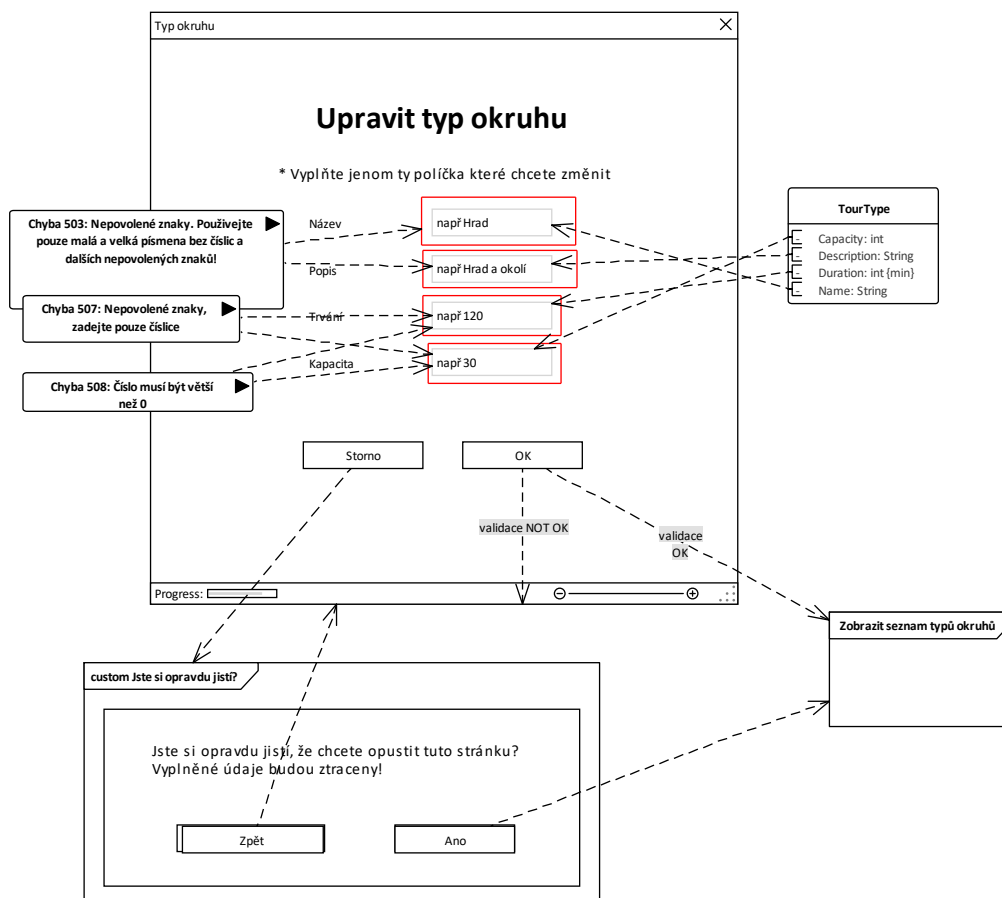 Typ okruhu
Upravit typ okruhu
* Vyplňte jenom ty políčka které chcete změnit
Chyba 503: Nepovolené znaky. Použivejte
pouze malá a velká písmena bez číslic a
dalších nepovolených znaků!
Název
např Hrad
Popis
např Hrad a okolí
Chyba 507: Nepovolené znaky,
zadejte pouze číslice
Trvání
např 120
Chyba 508: Číslo musí být větší
než 0
Kapacita
např 30
TourType
- Capacity: int
- Description: String
- Duration: int {min}
- Name: String
Storno
OK
validace NOT OK
validace
OK
Progress:
Zobrazit seznam typů okruhů
custom Jste si opravdu jistí?
Jste si opravdu jistí, že chcete opustit tuto stránku?
Vyplněné údaje budou ztraceny!
Zpět
Ano